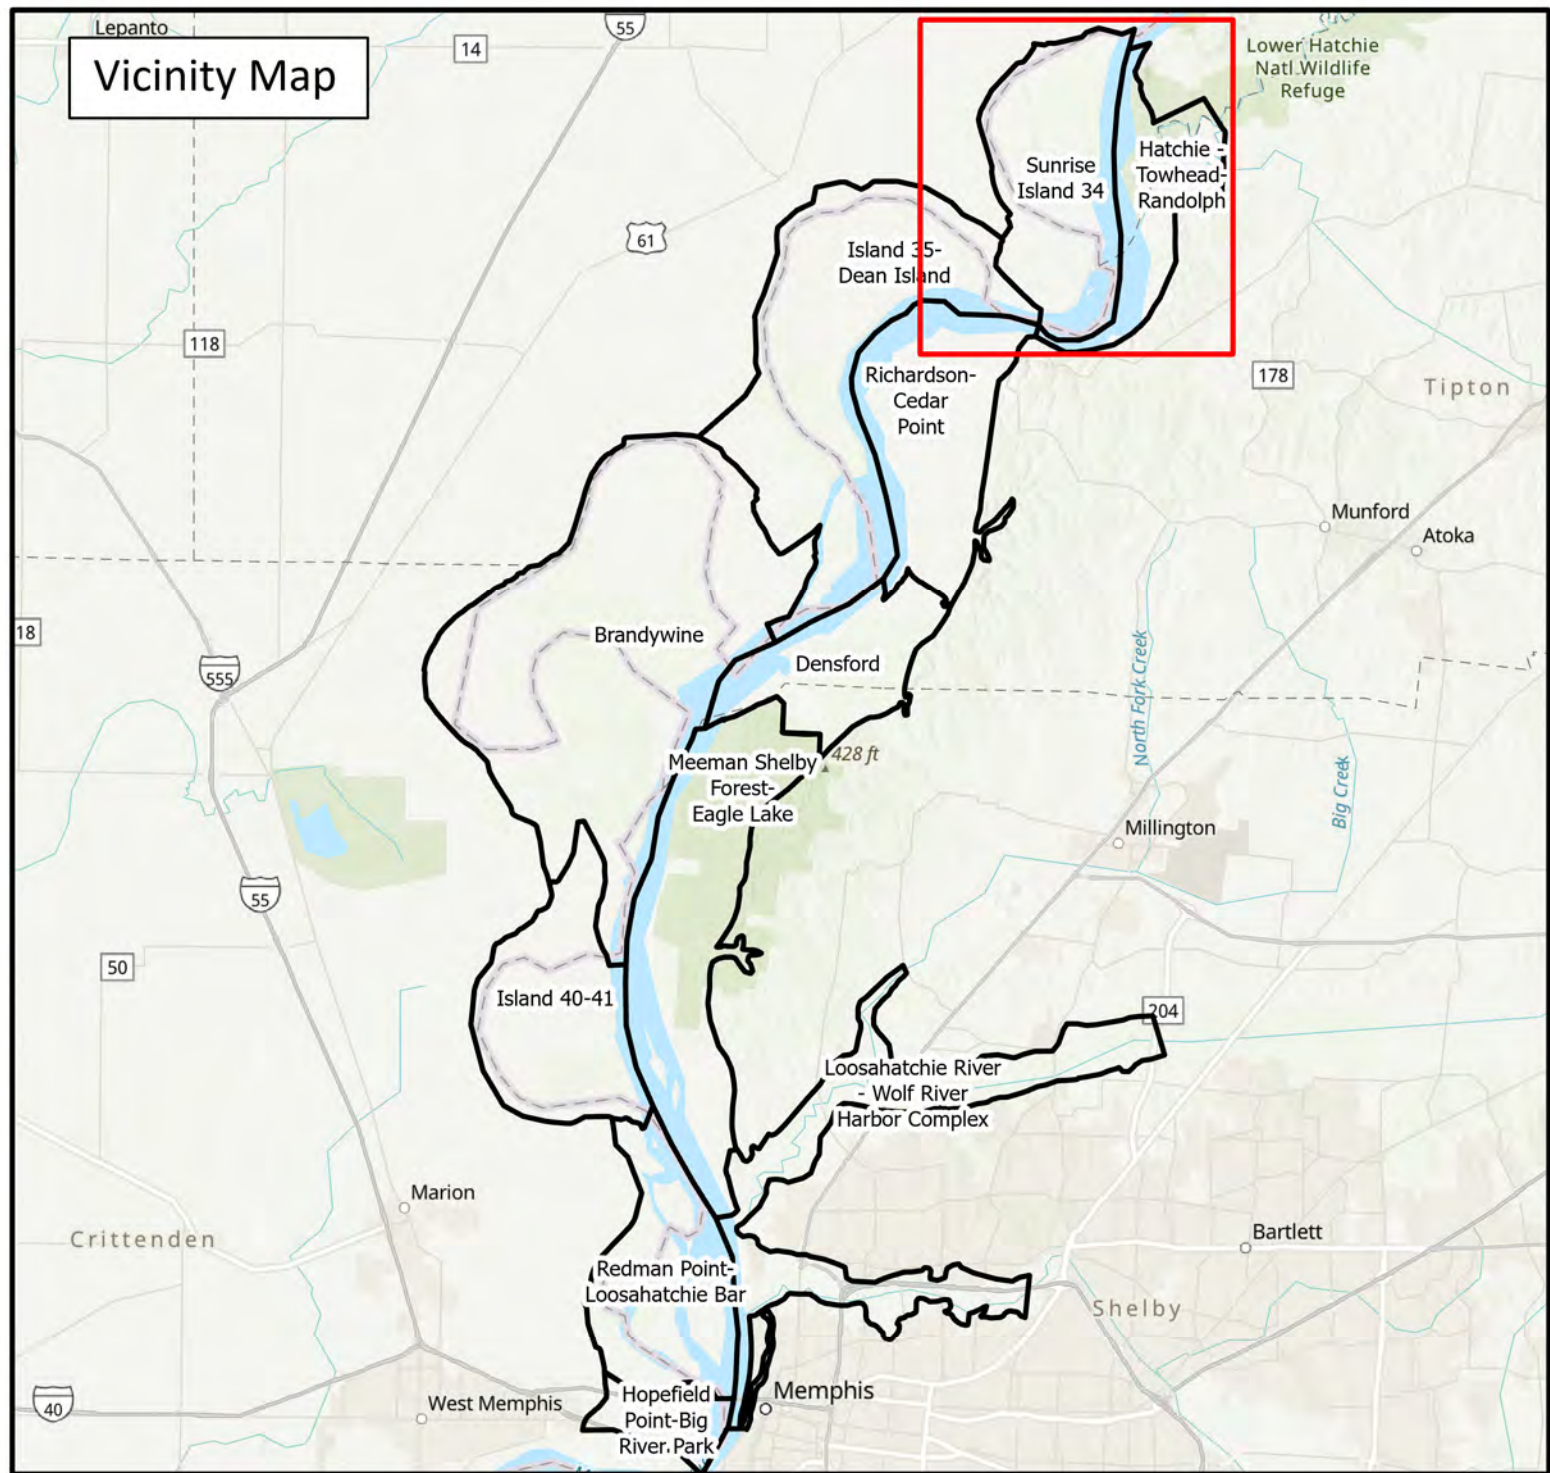 Lepanto
55
14
Vicinity Map
Lower Hatchie
Natl Wildlife
Refuge
Hatchie -
Towhead-
Randolph
Sunrise
Island 34
61
Island 35-
Dean Island
118
Richardson-
Cedar
Point
178
Tipton
Munford
Atoka
18
Brandywine
555
Densford
North Fork Creek
Meeman Shelby
Forest-
Eagle Lake
428 ft
Big Creek
Millington
55
50
Island 40-41
204
Loosahatchie River
- Wolf River
Harbor Complex
Marion
Crittenden
Bartlett
Redman Point-
Loosahatchie Bar
Shelby
40
West Memphis
Hopefield
Point-Big
River Park
Memphis